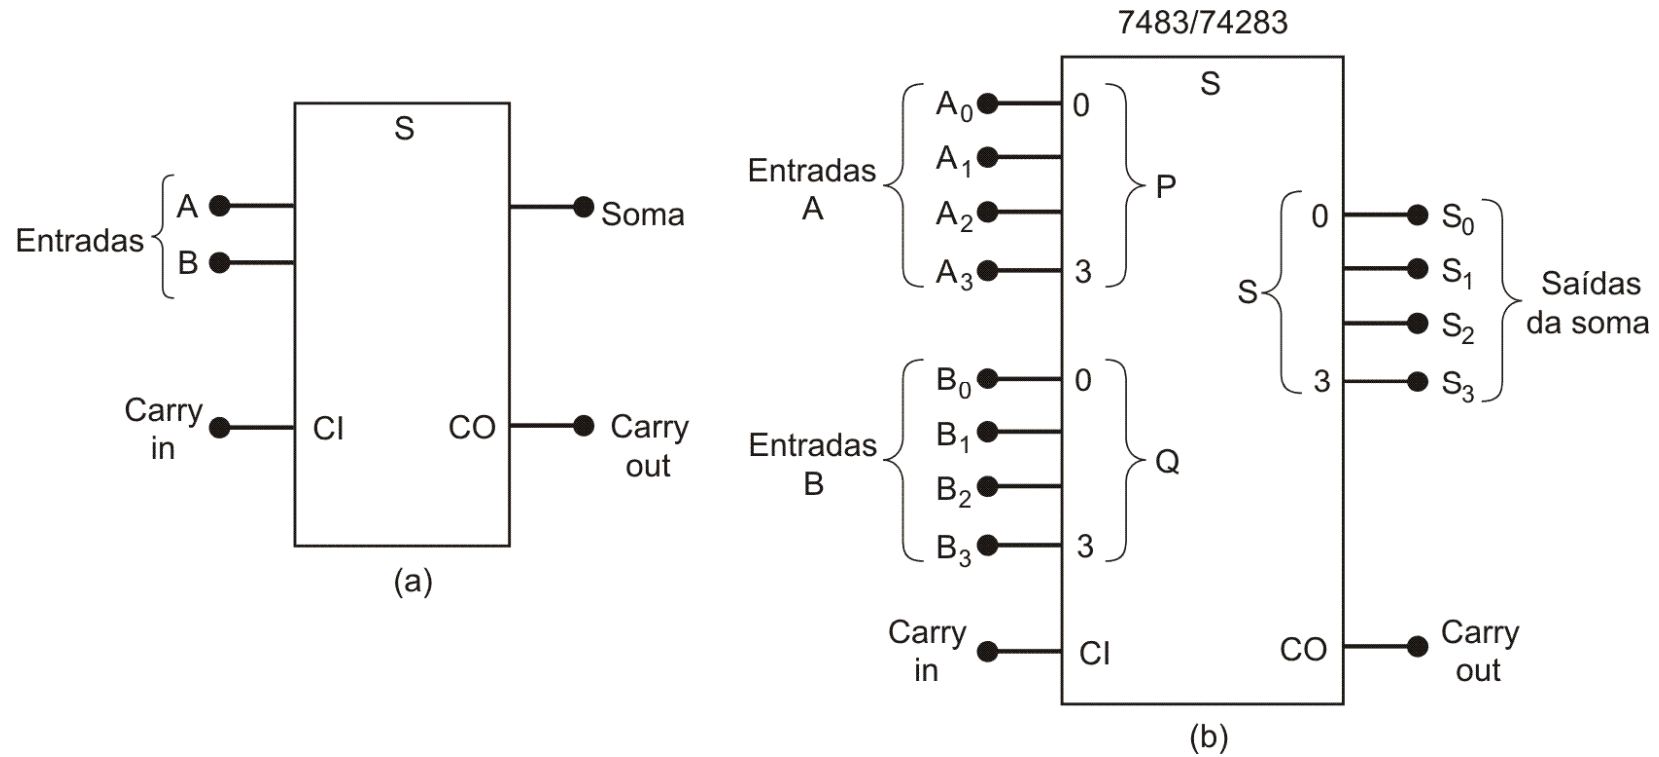 S
Entradas
A
B
Soma
Carry
in
CI
CO
Carry
out
(a)
7483/74283
S
Entradas
A
A0
A1
A2
A3
0
3
P
Entradas
B
B0
B1
B2
B3
0
3
Q
Carry
in
CI
S
0
3
S0
S1
S2
S3
Saídas
da soma
CO
Carry
out
(b)